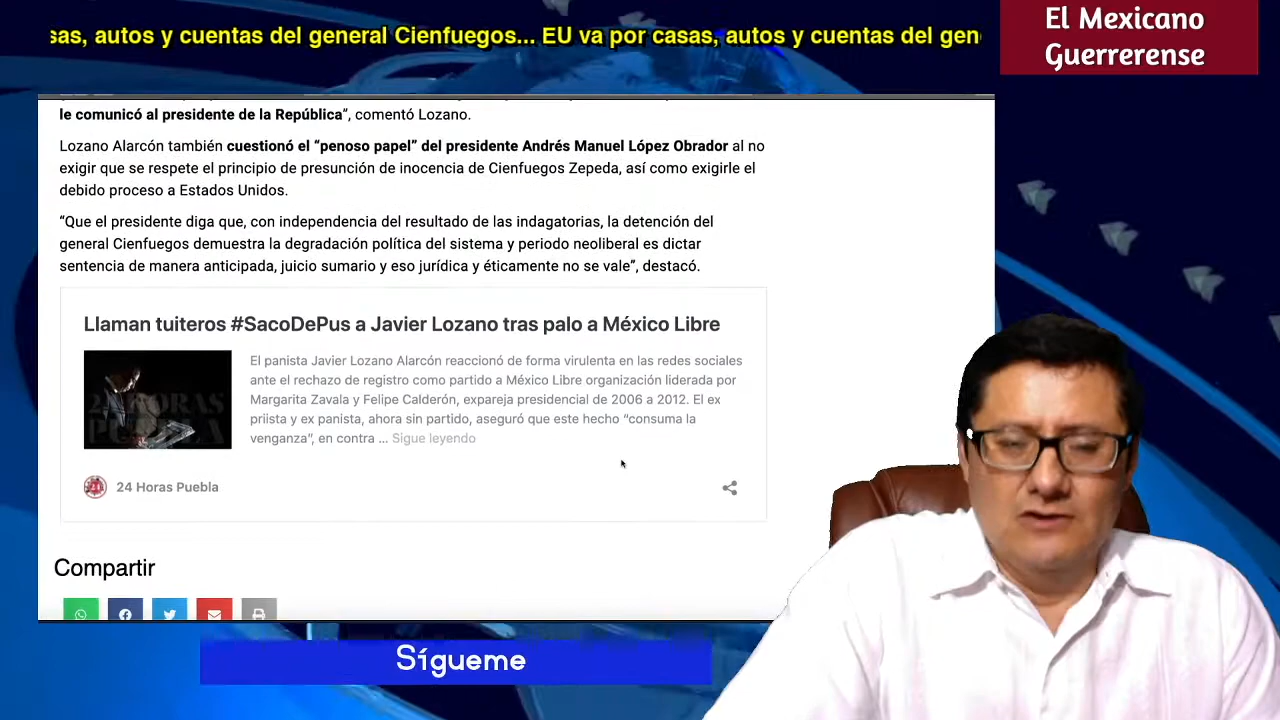 sas, autos y cuentas del general Cienfuegos... EU va por casas, autos y cuentas del gen
El Mexicano
Guerrerense
le comunicó al presidente de la República”, comentó Lozano.
Lozano Alarcón también cuestionó el “penoso papel” del presidente Andrés Manuel López Obrador al no
exigir que se respete el principio de presunción de inocencia de Cienfuegos Zepeda, así como exigirle el
debido proceso a Estados Unidos.
“Que el presidente diga que, con independencia del resultado de las indagatorias, la detención del
general Cienfuegos demuestra la degradación política del sistema y periodo neoliberal es dictar
sentencia de manera anticipada, juicio sumario y eso jurídica y éticamente no se vale”, destacó.
Llaman tuiteros #SacoDePus a Javier Lozano tras palo a México Libre
El panista Javier Lozano Alarcón reaccionó de forma virulenta en las redes sociales
ante el rechazo de registro como partido a México Libre organización liderada por
Margarita Zavala y Felipe Calderón, expareja presidencial de 2006 a 2012. El ex
priista y ex panista, ahora sin partido, aseguró que este hecho “consuma la
venganza”, en contra ... Sigue leyendo
24 HORAS
PUEBLA
24 Horas Puebla
Compartir
Sígueme